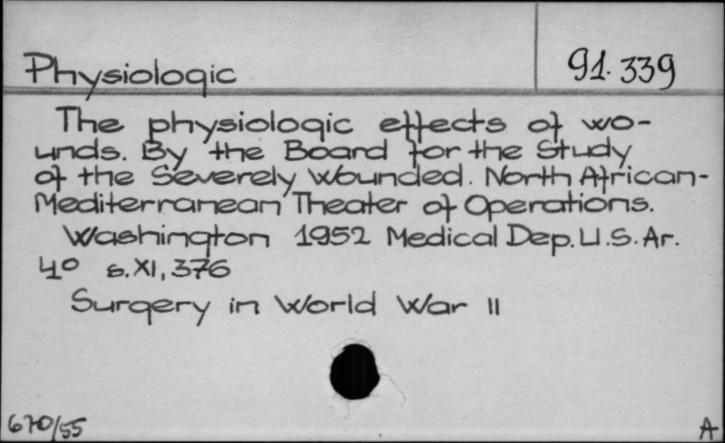 Physiologic
91.339
The physiologic effects of wo-
unds. By the Board for the Study
of the Severely Wounded. North African-
Mediterranean Theater of Operations.
Washington 1952 Medical Dep. U.S. Ar.
4° s. XI, 376
Surgery in World War II
670/55
A